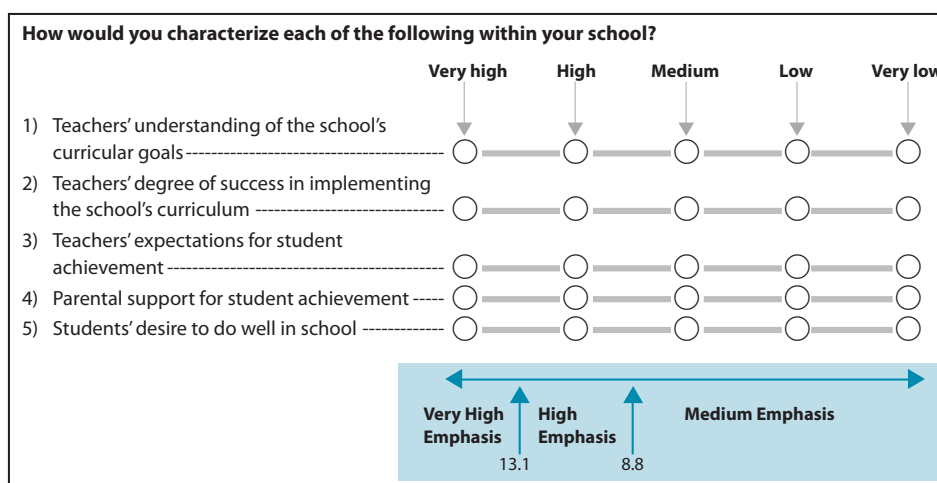 How would you characterize each of the following within your school?
Very high High Medium Low Very low
1) Teachers' understanding of the school's
curricular goals
2) Teachers' degree of success in implementing
the school's curriculum
3) Teachers' expectations for student
achievement
4) Parental support for student achievement
5) Students' desire to do well in school
Very High High Medium Emphasis
Emphasis Emphasis
13.1 8.8